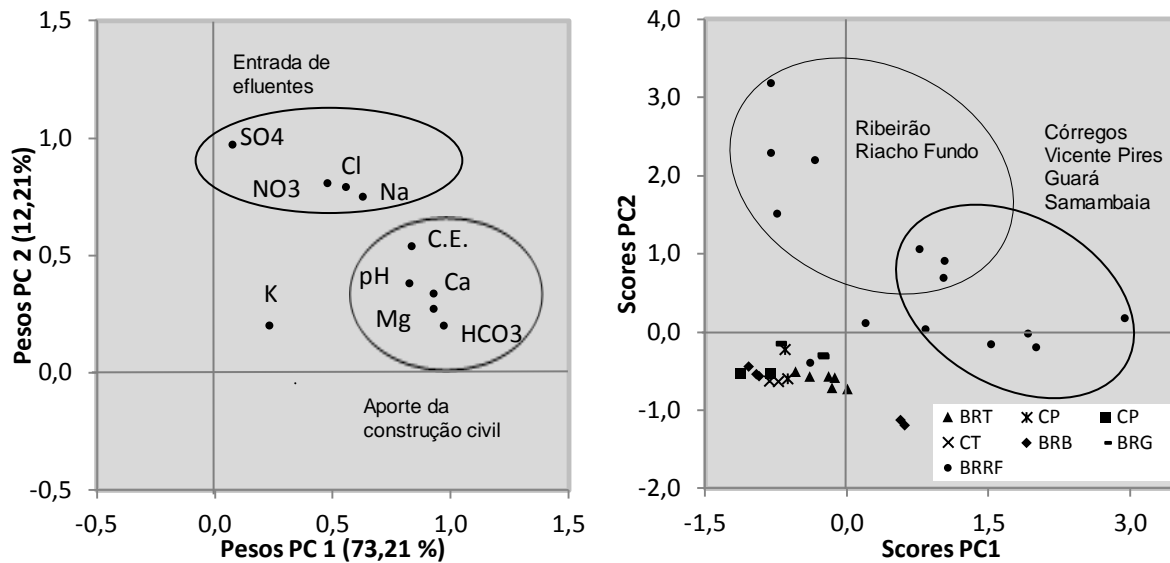 1,5
1,0
0,5
0,0
-0,5
Pesos PC 2 (12,21%)
Entrada de
efluentes
SO4
Cl
NO3
Na
C.E.
pH
Ca
K
Mg
HCO3
Aporte da
construção civil
-0,5
0,0
0,5
1,0
1,5
Pesos PC 1 (73,21 %)
4,0
3,0
2,0
1,0
0,0
-1,0
-2,0
Scores PC2
Ribeirão
Riacho Fundo
Córregos
Vicente Pires
Guará
Samambaia
BRT CP CP
CT BRB BRG
BRRF
-1,5
0,0
1,5
3,0
Scores PC1